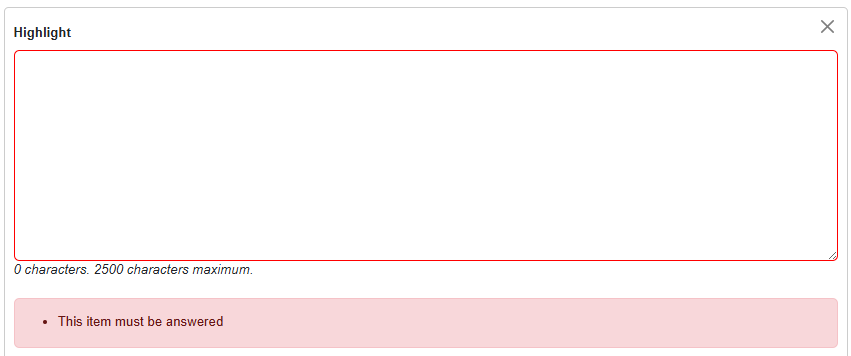 Highlight
0 characters. 2500 characters maximum.
This item must be answered